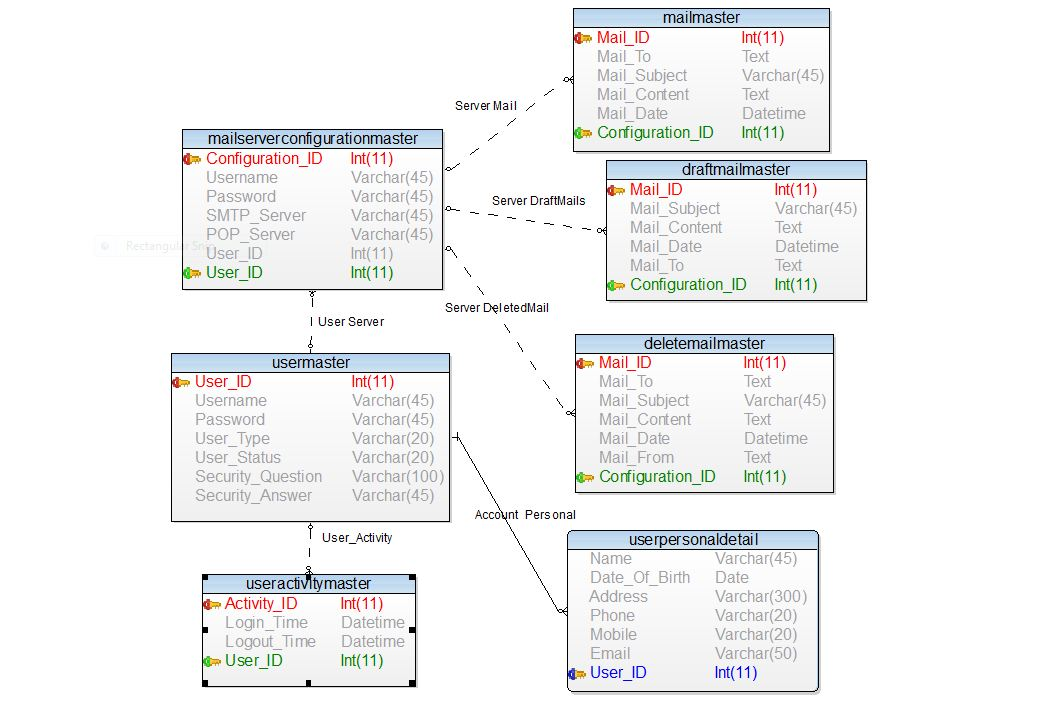 mailmaster
Mail_ID Int(11)
Mail_To Text
Mail_Subject Varchar(45)
Mail_Content Text
Mail_Date Datetime
Configuration_ID Int(11)
Server Mail
mailserverconfigurationmaster
Configuration_ID Int(11)
Username Varchar(45)
Password Varchar(45)
SMTP_Server Varchar(45)
POP_Server Varchar(45)
User_ID Int(11)
User_ID Int(11)
Rectangular Snip
draftmailmaster
Mail_ID Int(11)
Mail_Subject Varchar(45)
Mail_Content Text
Mail_Date Datetime
Mail_To Text
Configuration_ID Int(11)
Server DraftMails
Server DeletedMail
User Server
deletemailmaster
Mail_ID Int(11)
Mail_To Text
Mail_Subject Varchar(45)
Mail_Content Text
Mail_Date Datetime
Mail_From Text
Configuration_ID Int(11)
usermaster
User_ID Int(11)
Username Varchar(45)
Password Varchar(45)
User_Type Varchar(20)
User_Status Varchar(20)
Security_Question Varchar(100)
Security_Answer Varchar(45)
Account Personal
User_Activity
userpersonaldetail
Name Varchar(45)
Date_Of_Birth Date
Address Varchar(300)
Phone Varchar(20)
Mobile Varchar(20)
Email Varchar(50)
User_ID Int(11)
useractivitymaster
Activity_ID Int(11)
Login_Time Datetime
Logout_Time Datetime
User_ID Int(11)